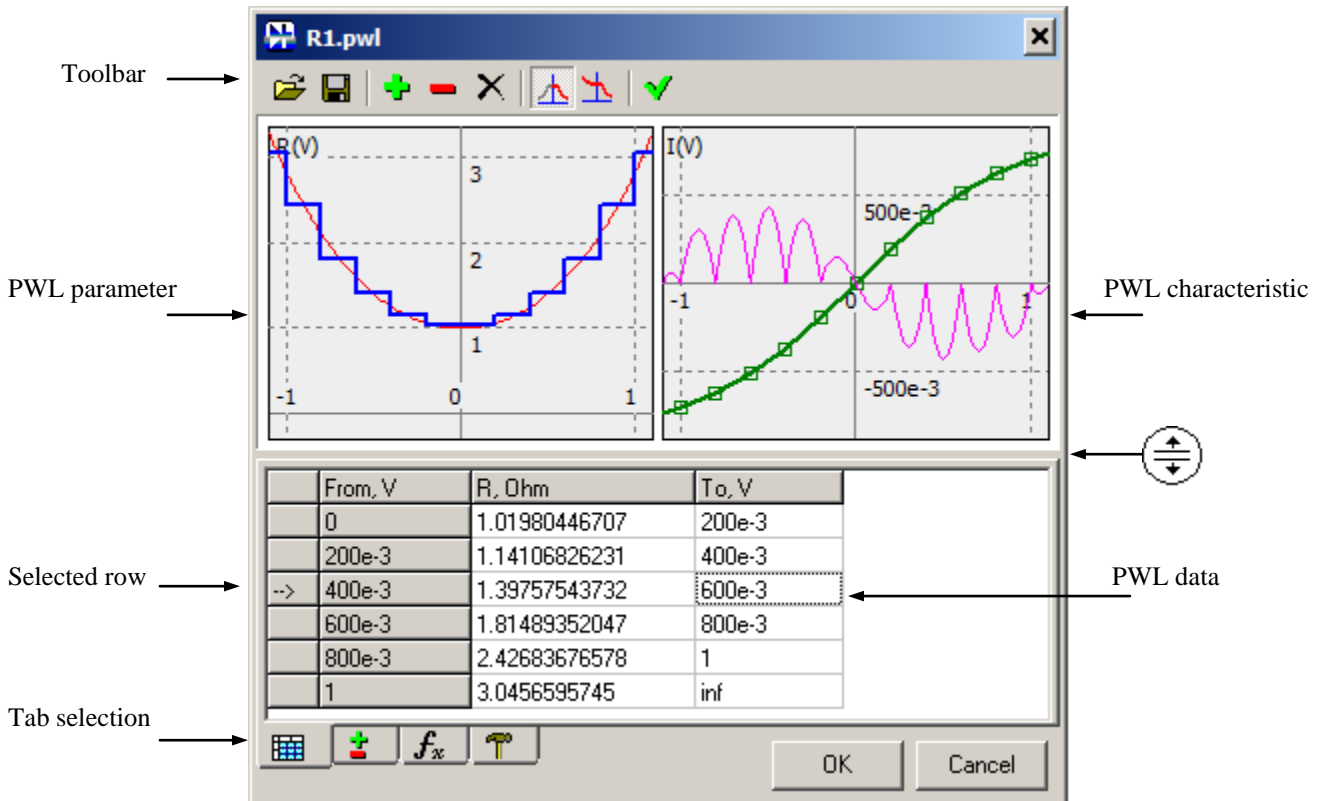 R1.pwl
Toolbar
R(V)
3
2
1
-1 0 1
I(V)
500e-3
-1 0 1
-500e-3
PWL parameter
PWL characteristic
From, V R, Ohm To, V
0 1.01980446707 200e-3
200e-3 1.14106826231 400e-3
--> 400e-3 1.39757543732 600e-3
600e-3 1.81489352047 800e-3
800e-3 2.42683676578 1
1 3.0456595745 inf
Selected row
PWL data
Tab selection
fx
OK Cancel